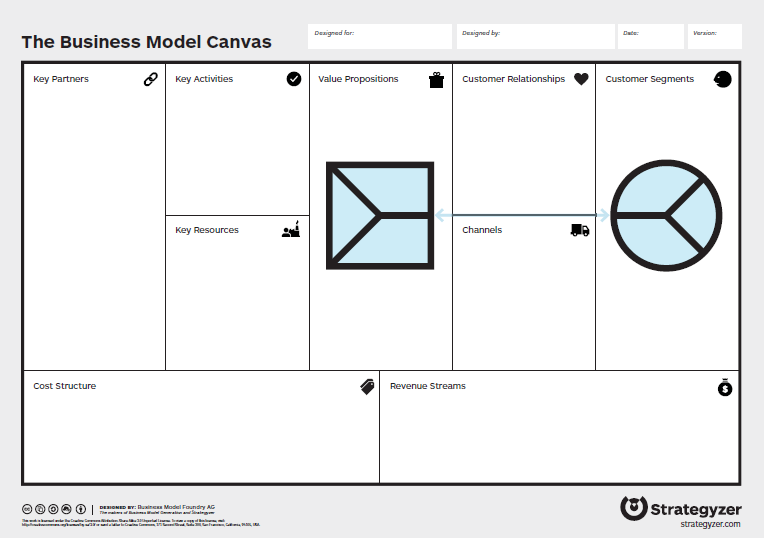 The Business Model Canvas
Designed for:
Designed by:
Date:
Version:
Key Partners
Key Activities
Value Propositions
Customer Relationships
Customer Segments
Key Resources
Channels
Cost Structure
Revenue Streams
DESIGNED BY: Business Model Foundry AG
The makers of Business Model Generation and Strategyzer
Strategyzer
strategyzer.com